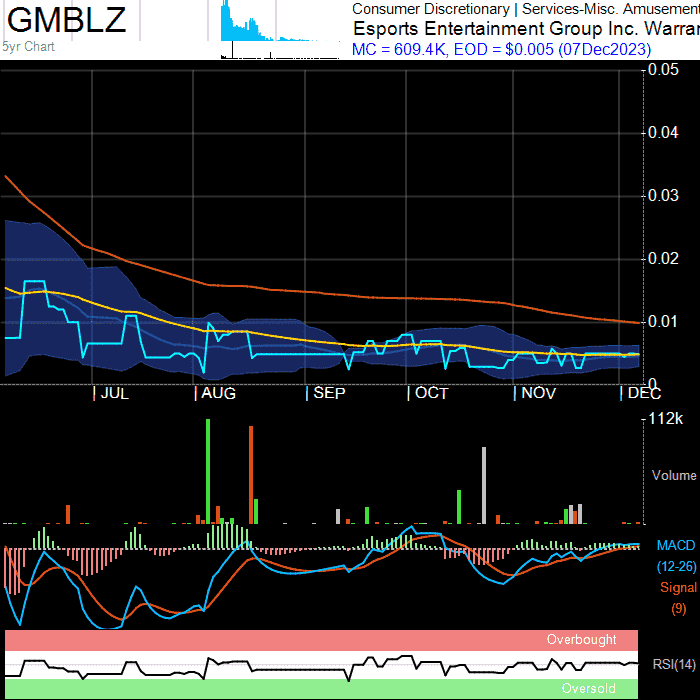 GMBLZ
5yr Chart
Consumer Discretionary | Services-Misc. Amusement
Esports Entertainment Group Inc. Warrar
MC = 609.4K, EOD = $0.005 (07Dec2023)
0.05
0.04
0.03
0.02
0.01
0
JUL AUG SEP OCT NOV DEC
112k
Volume
MACD
(12-26)
Signal
(9)
Overbought
RSI(14)
Oversold